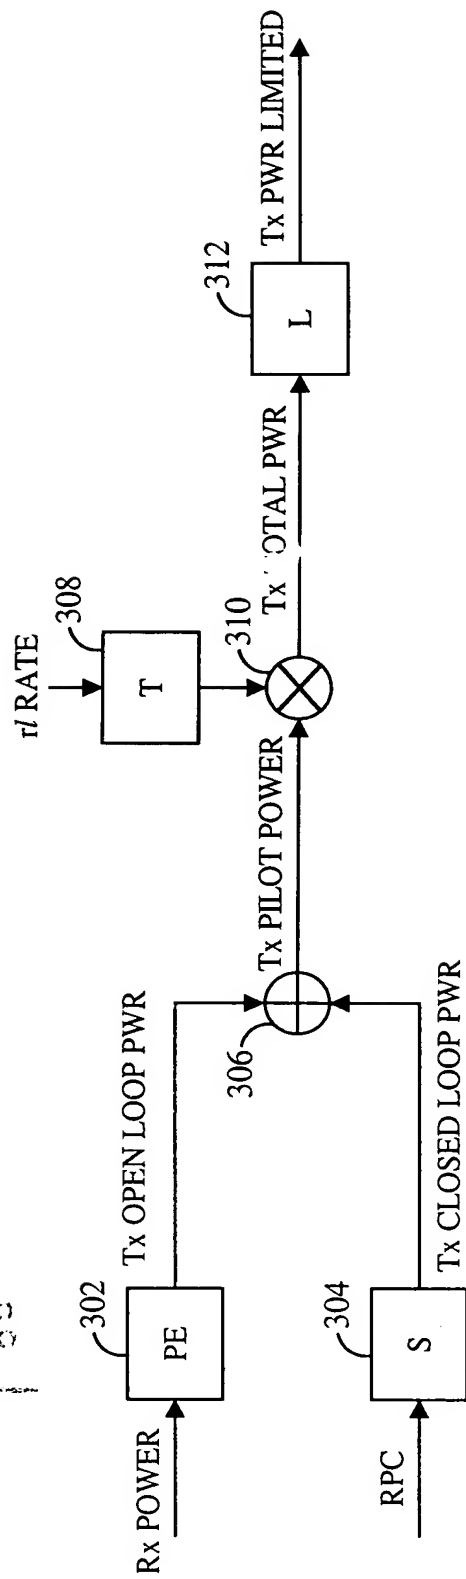 Rx POWER
302
PE
Tx OPEN LOOP PWR
RPC
304
S
Tx CLOSED LOOP PWR
306
Tx PILOT POWER
rl RATE
308
T
310
Tx OTAL PWR
312
L
Tx PWR LIMITED